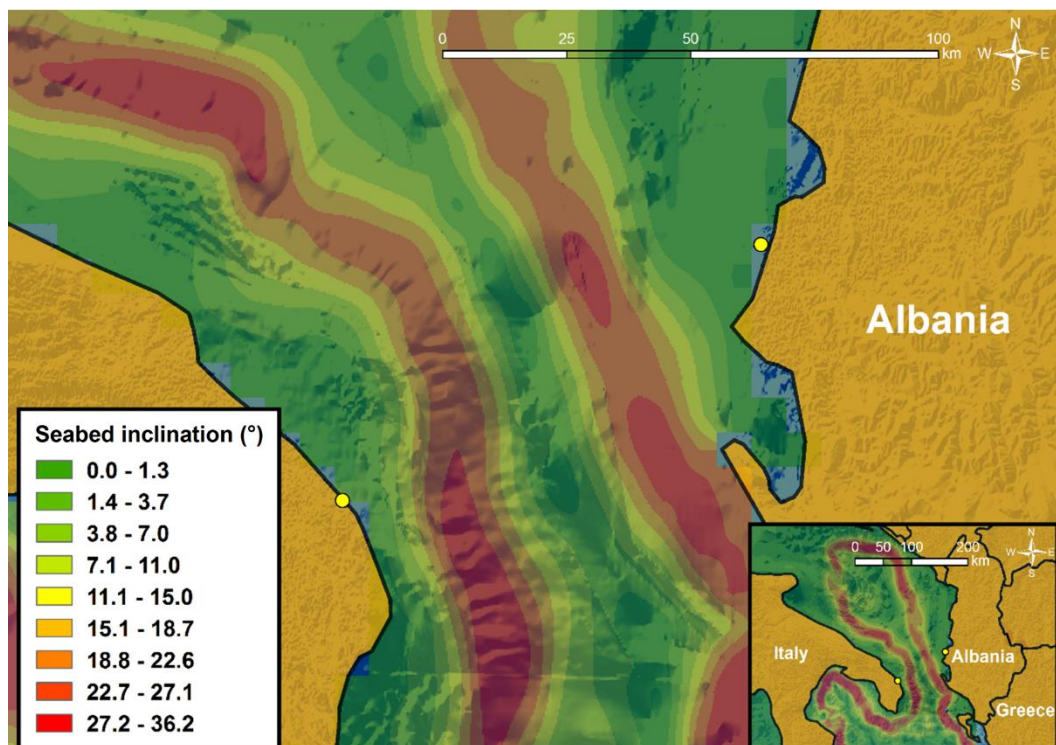 0 25 50 100
km
N
W E
S
Albania
Seabed inclination (°)
0.0 - 1.3
1.4 - 3.7
3.8 - 7.0
7.1 - 11.0
11.1 - 15.0
15.1 - 18.7
18.8 - 22.6
22.7 - 27.1
27.2 - 36.2
0 50 100 200
km
N
W E
S
Italy
Albania
Greece